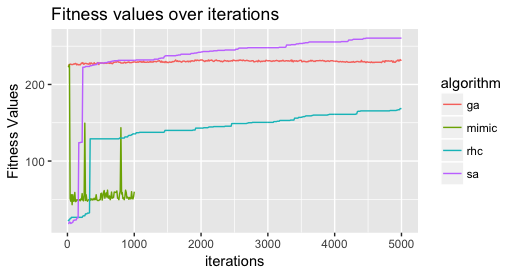 Fitness values over iterations
Fitness Values
200
100
0
1000
2000
3000
4000
5000
iterations
algorithm
ga
mimic
rhc
sa